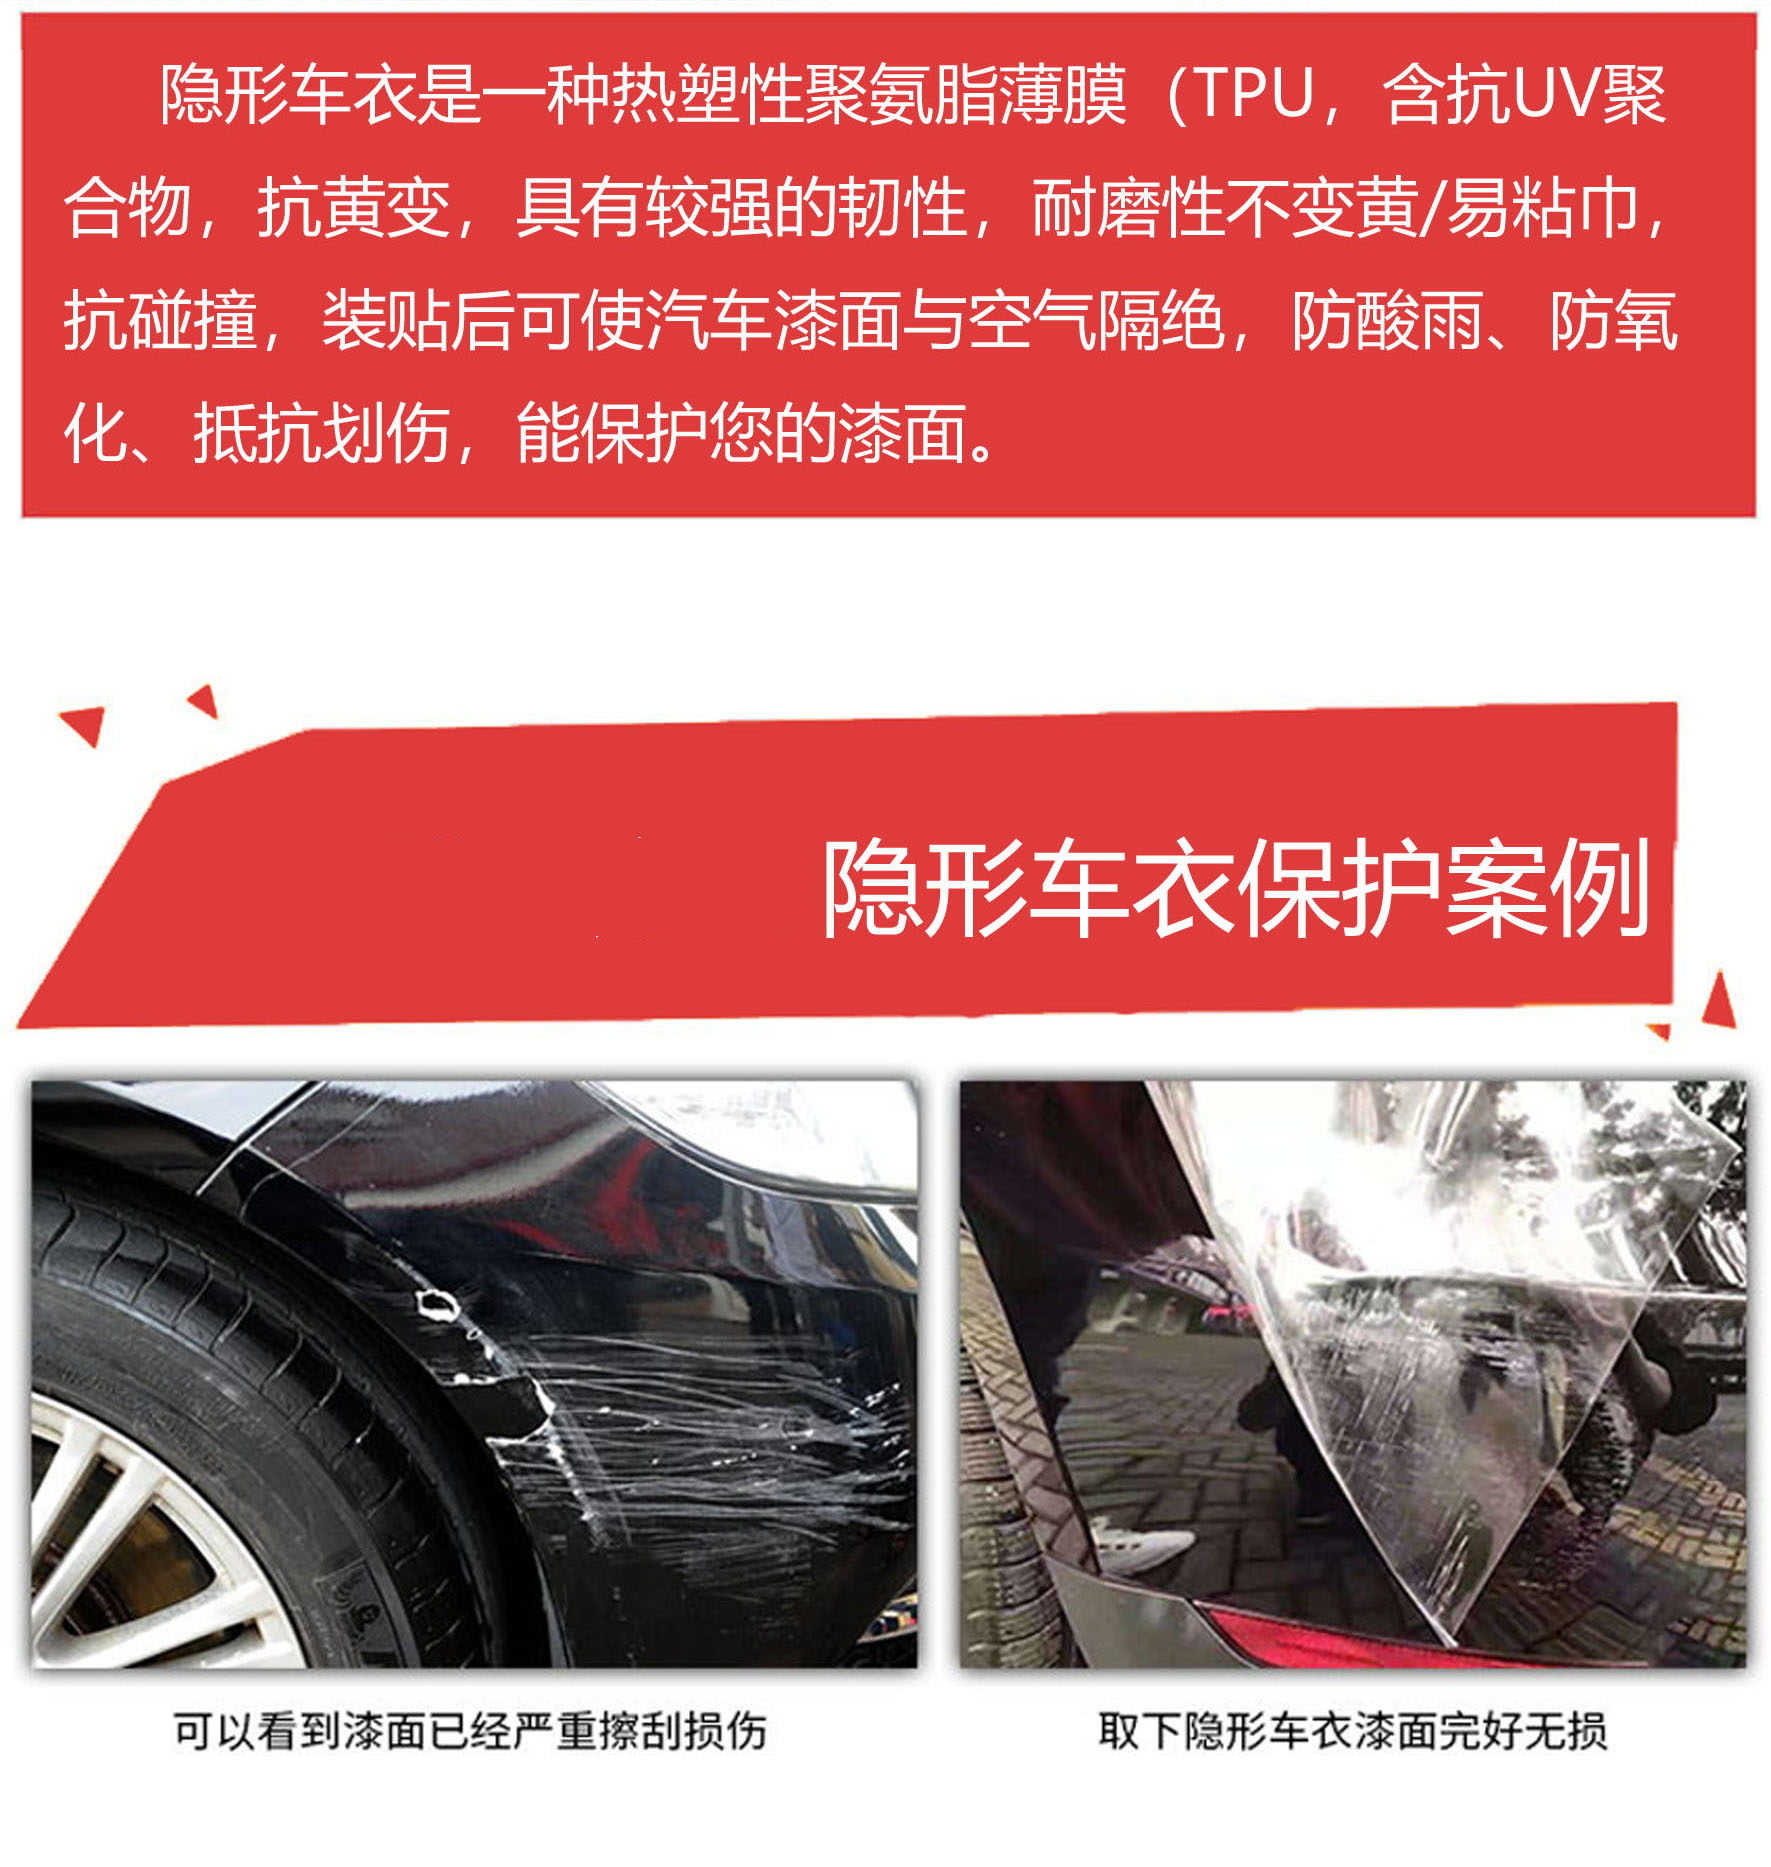 隐形车衣是一种热塑性聚氨脂薄膜（TPU，含抗UV聚
合物，抗黄变，具有较强的韧性，耐磨性不变黄/易粘巾，
抗碰撞，装贴后可使汽车漆面与空气隔绝，防酸雨、防氧
化、抵抗划伤，能保护您的漆面。
隐形车衣保护案例
可以看到漆面已经严重擦刮损伤
取下隐形车衣漆面完好无损